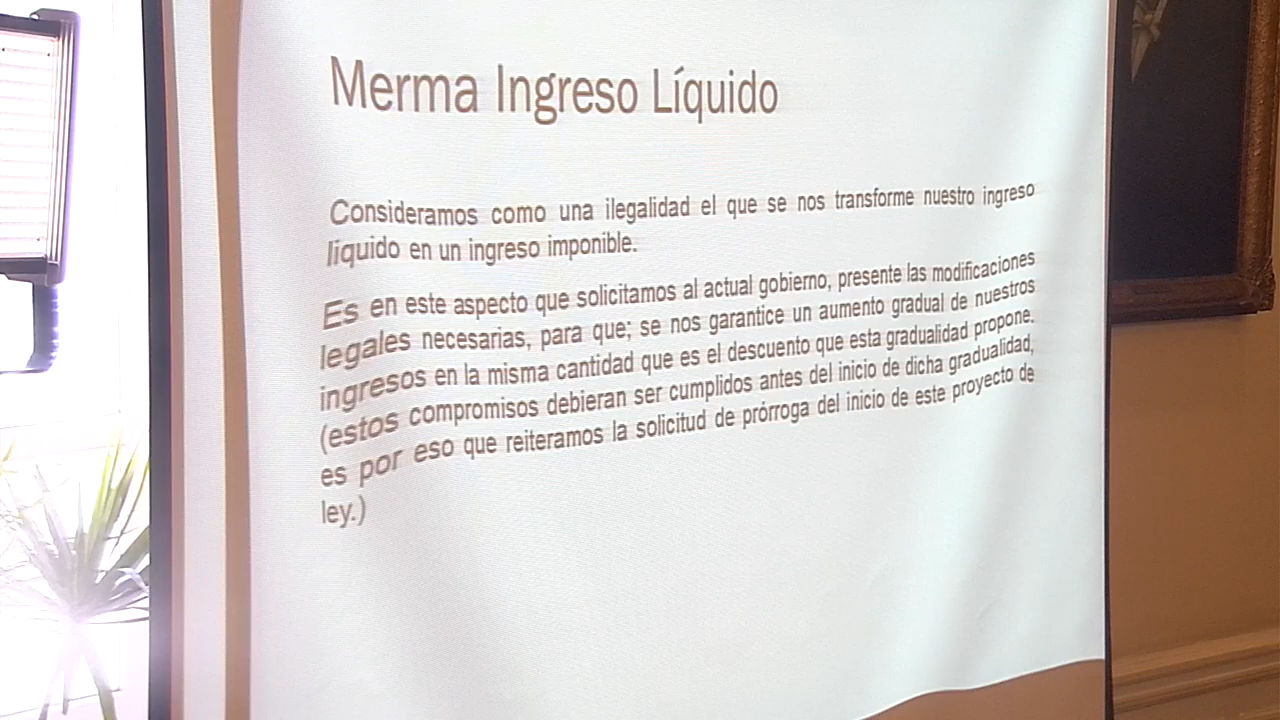 Merma Ingreso Líquido
Consideramos como una ilegalidad el que se nos transforme nuestro ingreso
líquido en un ingreso imponible.
Es en este aspecto que solicitamos al actual gobierno, presente las modificaciones
legales necesarias, para que; se nos garantice un aumento gradual de nuestros
ingresos en la misma cantidad que es el descuento que esta gradualidad propone.
(estos compromisos debieran ser cumplidos antes del inicio de dicha gradualidad,
es por eso que reiteramos la solicitud de prórroga del inicio de este proyecto de
ley.)